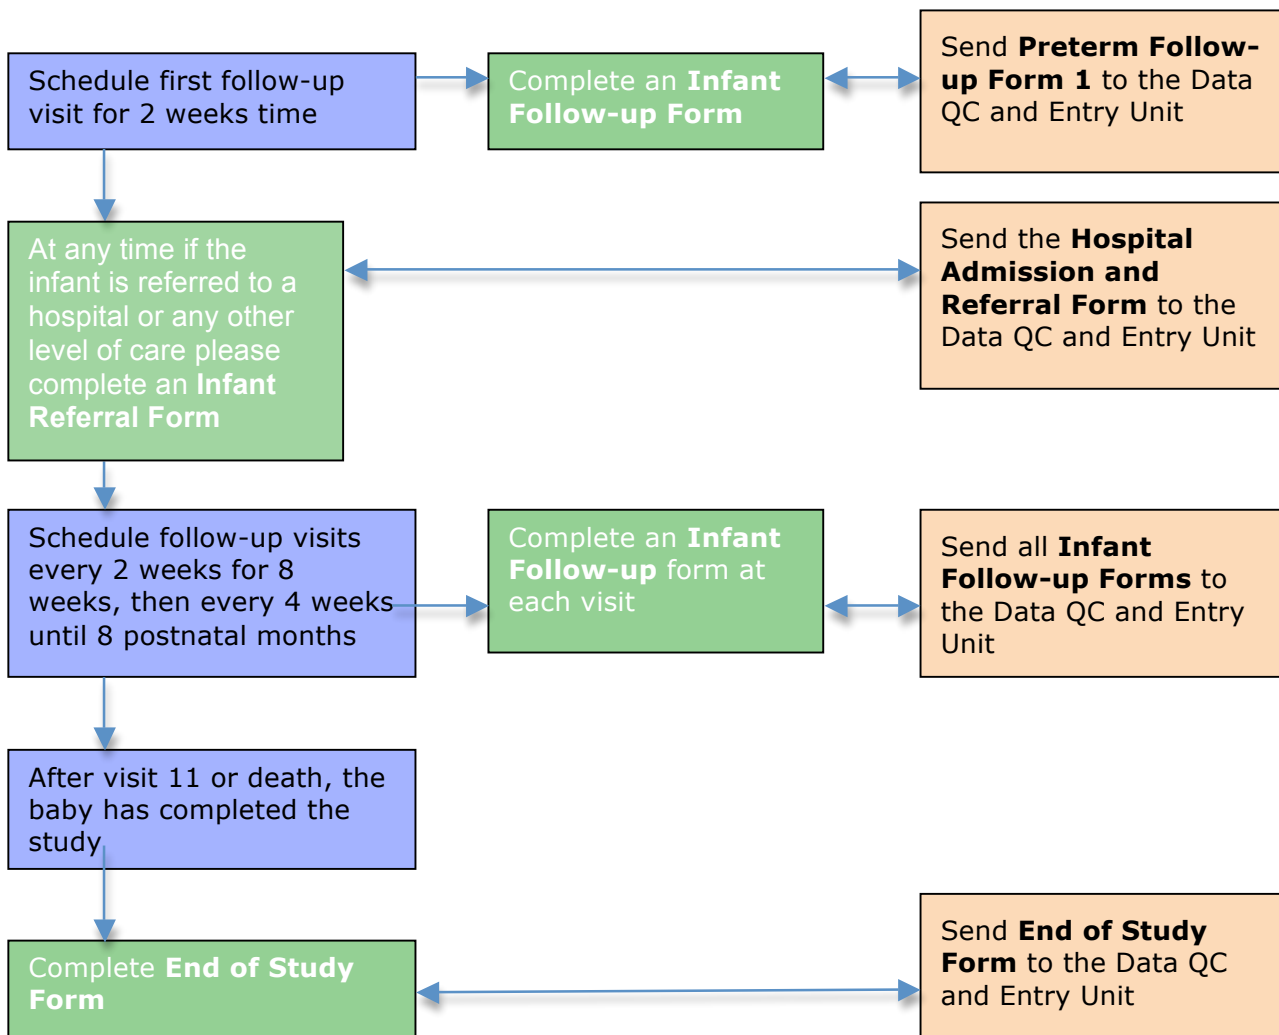 Schedule first follow-up
visit for 2 weeks time
Complete an Infant
Follow-up Form
Send Preterm Follow-
up Form 1 to the Data
QC and Entry Unit
At any time if the
infant is referred to a
hospital or any other
level of care please
complete an Infant
Referral Form
Send the Hospital
Admission and
Referral Form to the
Data QC and Entry Unit
Schedule follow-up visits
every 2 weeks for 8
weeks, then every 4 weeks
until 8 postnatal months
Complete an Infant
Follow-up form at
each visit
Send all Infant
Follow-up Forms to
the Data QC and Entry
Unit
After visit 11 or death, the
baby has completed the
study
Complete End of Study
Form
Send End of Study
Form to the Data QC
and Entry Unit